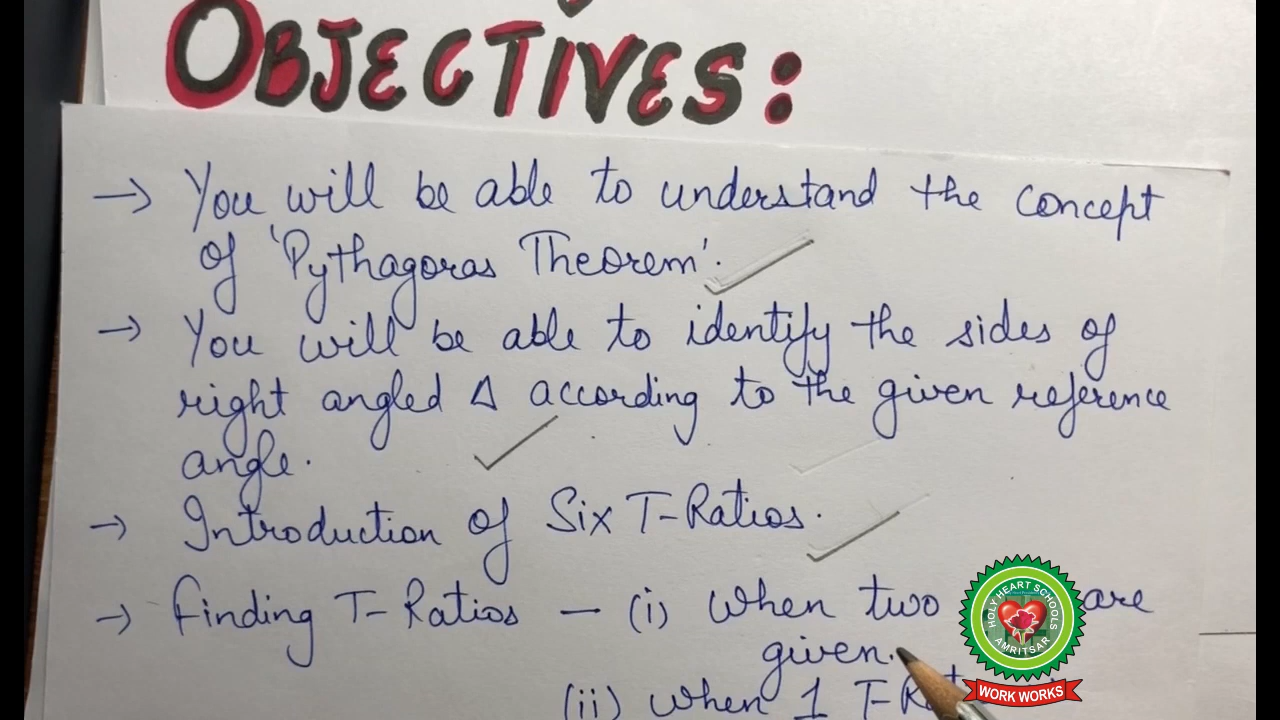 OBJECTIVES:
→ You will be able to understand the concept
of 'Pythagoras Theorem'.
→ You will be able to identify the sides of
right angled Δ according to the given reference
angle.
→ Introduction of Six T-Ratios.
→ Finding T-Ratios — (i) When two are
given.
(ii) When 1
HOLY HEART SCHOOLS
AMRITSAR
WORK WORKS